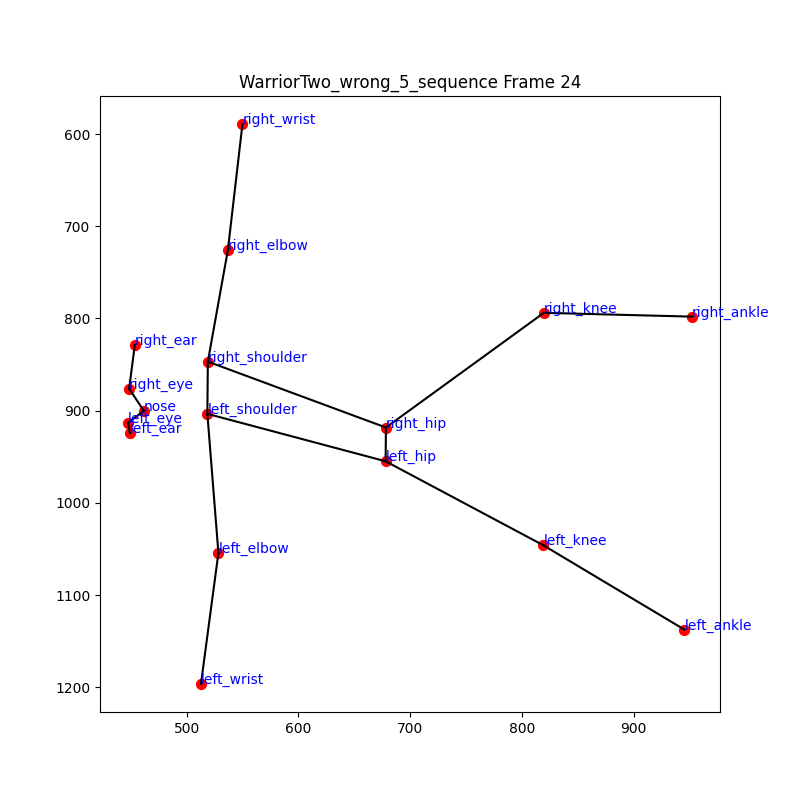 WarriorTwo_wrong_5_sequence Frame 24
right_wrist
right_elbow
right_ear
right_shoulder
right_eye
nose
left_eye
left_ear
left_shoulder
right_knee
right_ankle
right_hip
left_hip
left_elbow
left_knee
left_ankle
left_wrist
600
700
800
900
1000
1100
1200
500
600
700
800
900